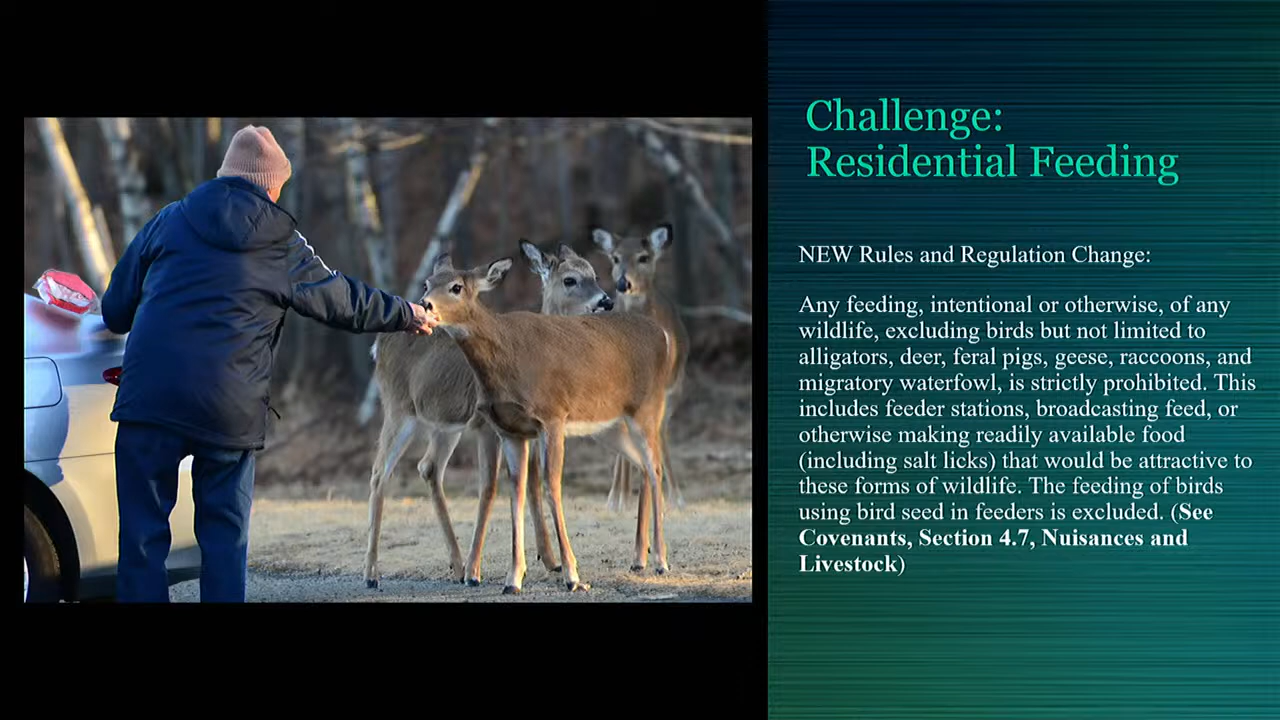 Challenge:
Residential Feeding
NEW Rules and Regulation Change:
Any feeding, intentional or otherwise, of any
wildlife, excluding birds but not limited to
alligators, deer, feral pigs, geese, raccoons, and
migratory waterfowl, is strictly prohibited. This
includes feeder stations, broadcasting feed, or
otherwise making readily available food
(including salt licks) that would be attractive to
these forms of wildlife. The feeding of birds
using bird seed in feeders is excluded. (See
Covenants, Section 4.7, Nuisances and
Livestock)